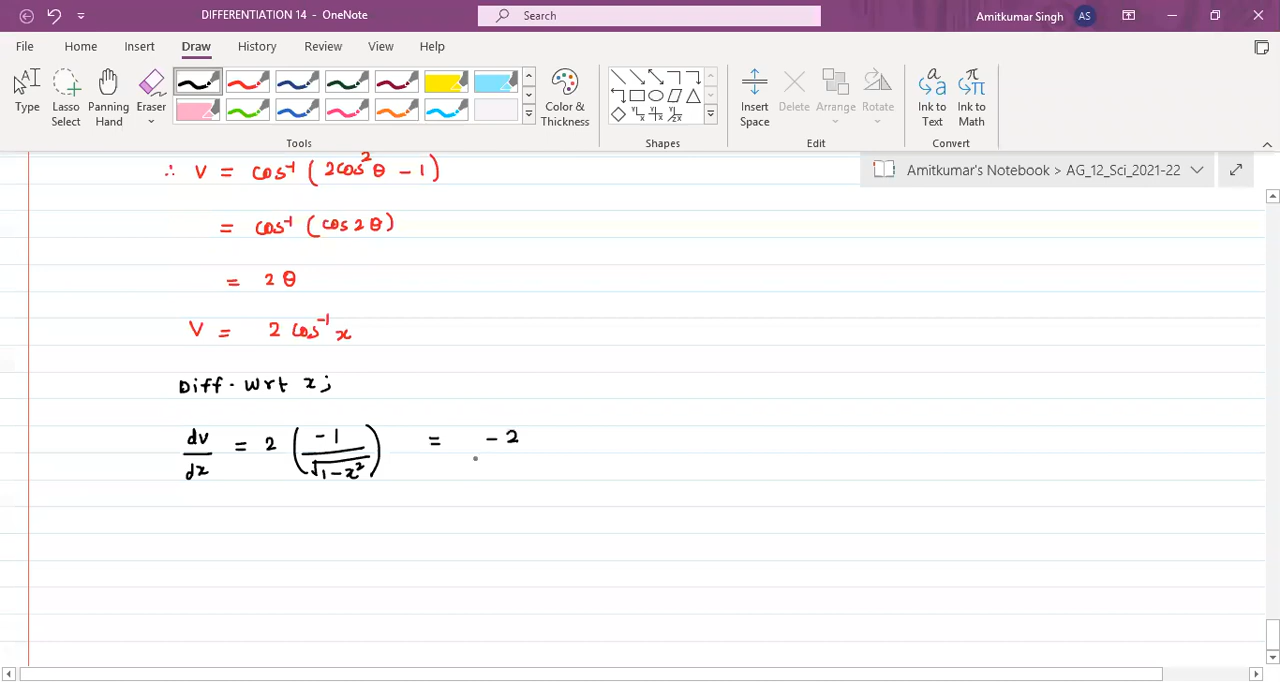 DIFFERENTIATION 14 - OneNote
Search
Amitkumar Singh AS
File Home Insert Draw History Review View Help
Type Lasso Select Panning Hand Eraser Color & Thickness Insert Space Delete Arrange Rotate Ink to Text Ink to Math
Tools Shapes Edit Convert
Amitkumar's Notebook > AG_12_Sci_2021-22
∴ V = cos⁻¹ (2cos²θ - 1)
= cos⁻¹ (cos2θ)
= 2θ
V = 2 cos⁻¹ x
Diff. wrt x;
dv/dx = 2 (-1/√1-x²) = -2